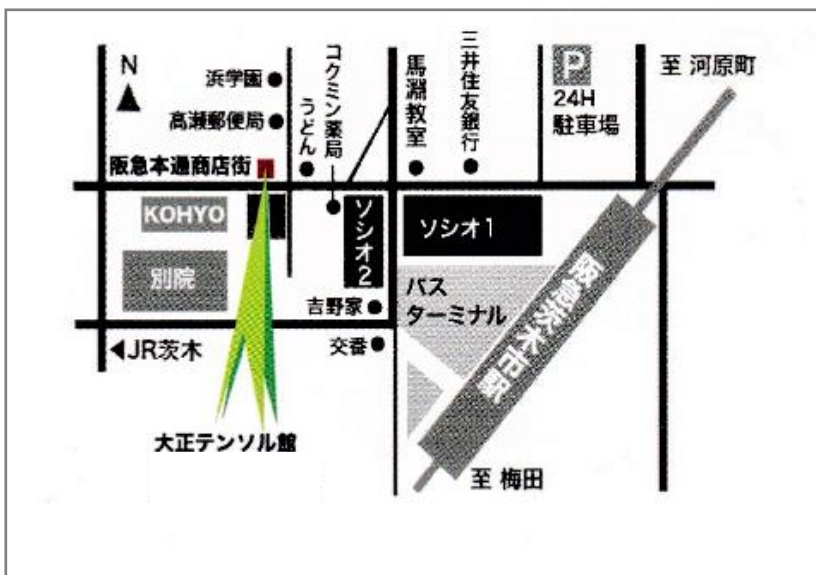 N
浜学園
高瀬郵便局
阪急本通商店街
うどん
コクミン薬局
馬淵教室
三井住友銀行
P
24H
駐車場
至 河原町
KOHYO
別院
ソシオ2
ソシオ1
バス
ターミナル
阪急茨木市駅
吉野家
交番
◀JR茨木
大正テンソル館
至 梅田